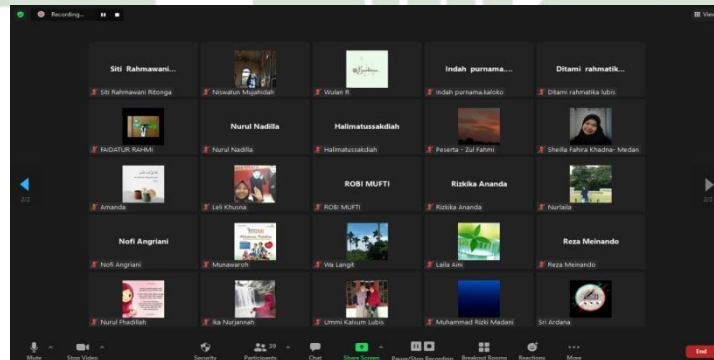 Recording...
View
Siti Rahmawani...
Siti Rahmawani Ritonga
Niswatun Mujahidah
Wulan R
Indah purnama....
Indah purnama.kaloko
Ditami rahmatik...
Ditami rahmatika lubis
FAIDATUR RAHMI
Nurul Nadilla
Nurul Nadilla
Halimatussakdiah
Halimatussakdiah
Peserta - Zul Fahmi
Sheilla Fahira Khadna- Medan
Amanda
Leli Khusna
ROBI MUFTI
ROBI MUFTI
Rizkika Ananda
Rizkika Ananda
Nurlaila
2/2
2/2
Nofi Angriani
Nofi Angriani
Munawaroh
Wa Langit
Laila Aini
Reza Meinando
Reza Meinando
Nurul Fhadillah
Ika Nurjannah
Ummi Kalsum Lubis
Muhammad Rizki Madani
Sri Ardana
Mute
Stop Video
Security
Participants
39
Chat
Share Screen
Pause/Stop Recording
Breakout Rooms
Reactions
More
End